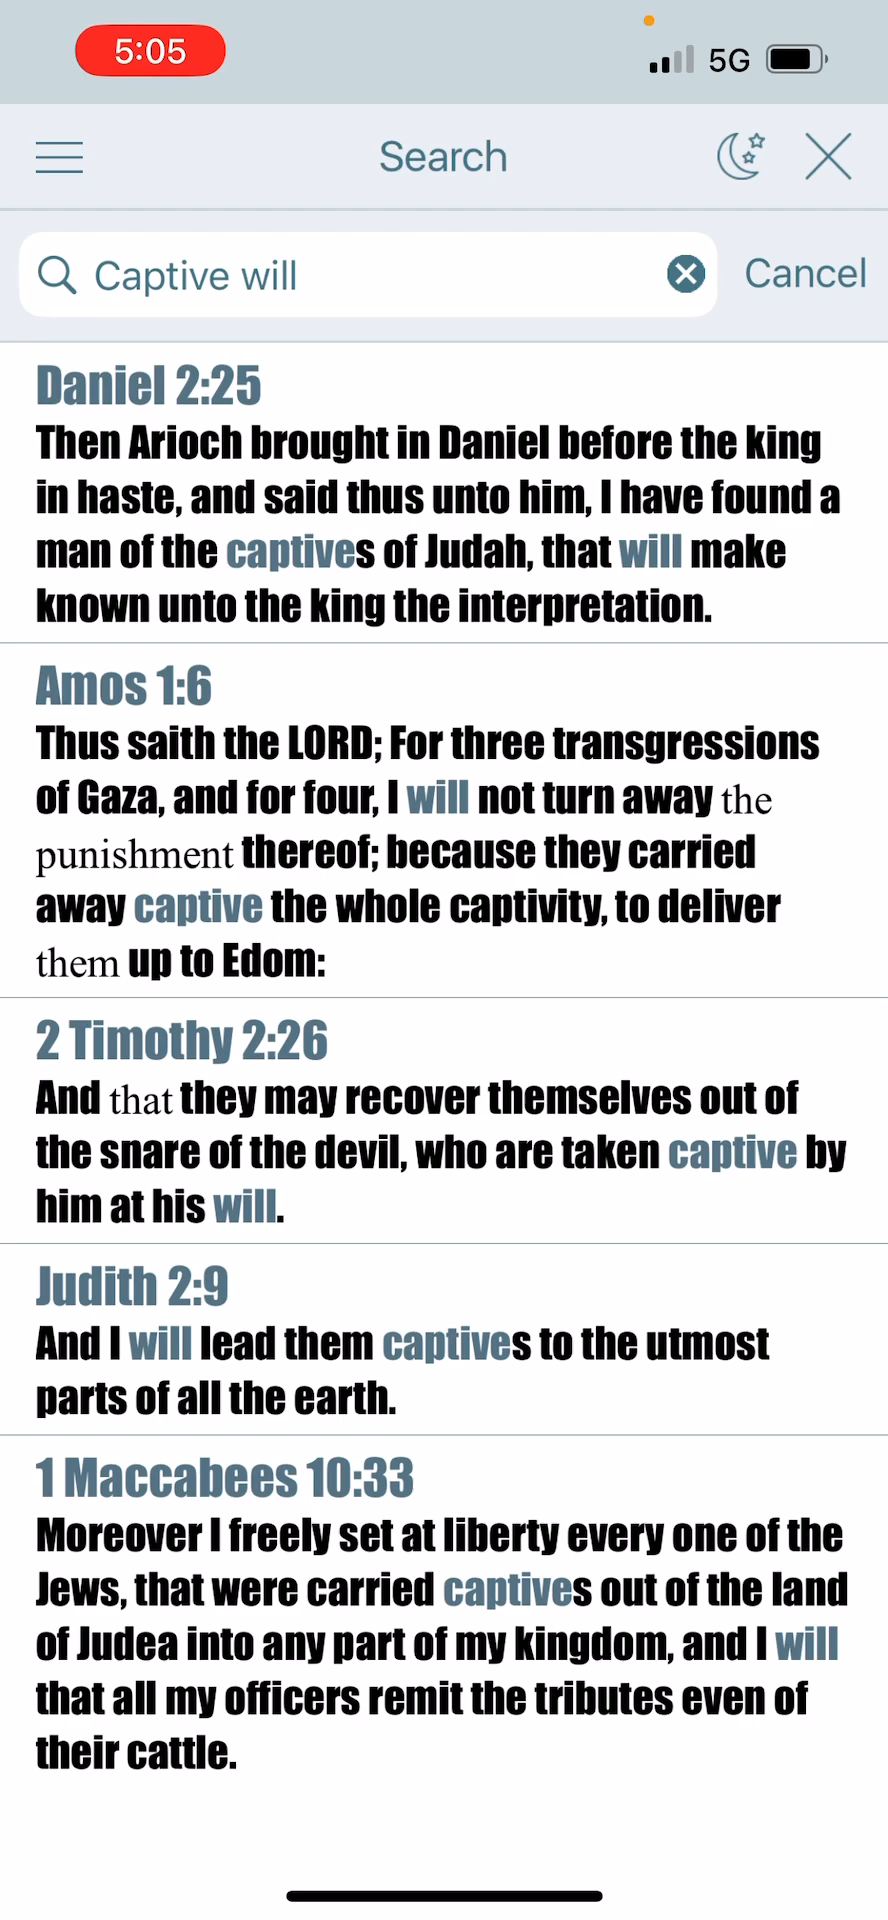 5:05
5G
Search
Captive will
Cancel
Daniel 2:25
Then Arioch brought in Daniel before the king
in haste, and said thus unto him, I have found a
man of the captives of Judah, that will make
known unto the king the interpretation.
Amos 1:6
Thus saith the LORD; For three transgressions
of Gaza, and for four, I will not turn away the
punishment thereof; because they carried
away captive the whole captivity, to deliver
them up to Edom:
2 Timothy 2:26
And that they may recover themselves out of
the snare of the devil, who are taken captive by
him at his will.
Judith 2:9
And I will lead them captives to the utmost
parts of all the earth.
1 Maccabees 10:33
Moreover I freely set at liberty every one of the
Jews, that were carried captives out of the land
of Judea into any part of my kingdom, and I will
that all my officers remit the tributes even of
their cattle.